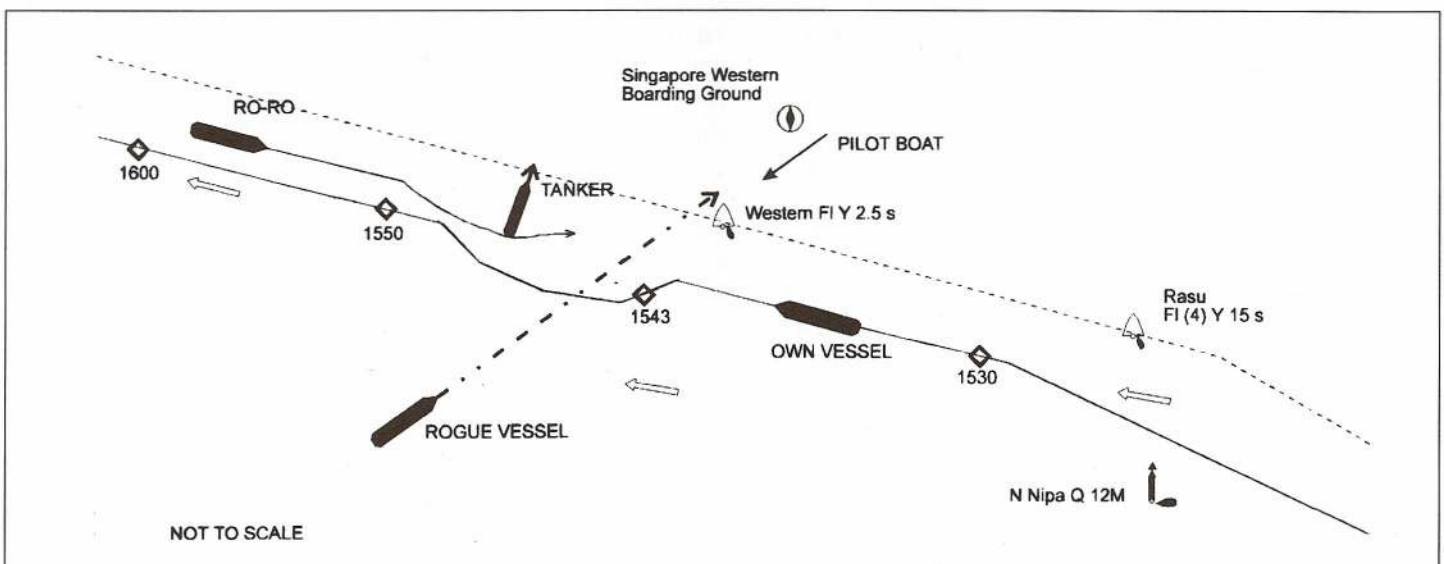 Singapore Western
Boarding Ground
RO-RO
PILOT BOAT
1600
TANKER
Western Fl Y 2.5 s
1550
Rasu
Fl (4) Y 15 s
1543
OWN VESSEL
1530
ROGUE VESSEL
N Nipa Q 12M
NOT TO SCALE